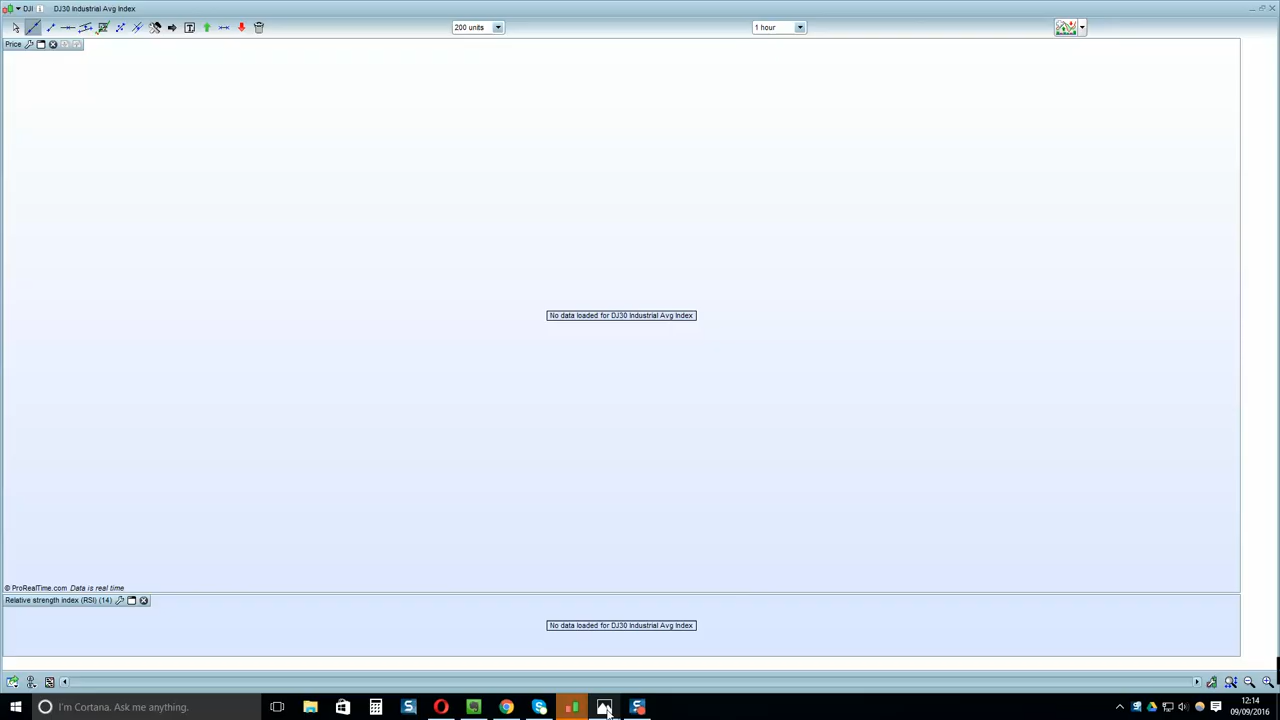 DJI DJ30 Industrial Avg Index
200 units
1 hour
Price
No data loaded for DJ30 Industrial Avg Index
© ProRealTime.com Data is real time
Relative strength index (RSI) (14)
No data loaded for DJ30 Industrial Avg Index
I'm Cortana. Ask me anything.
12:14
09/09/2016